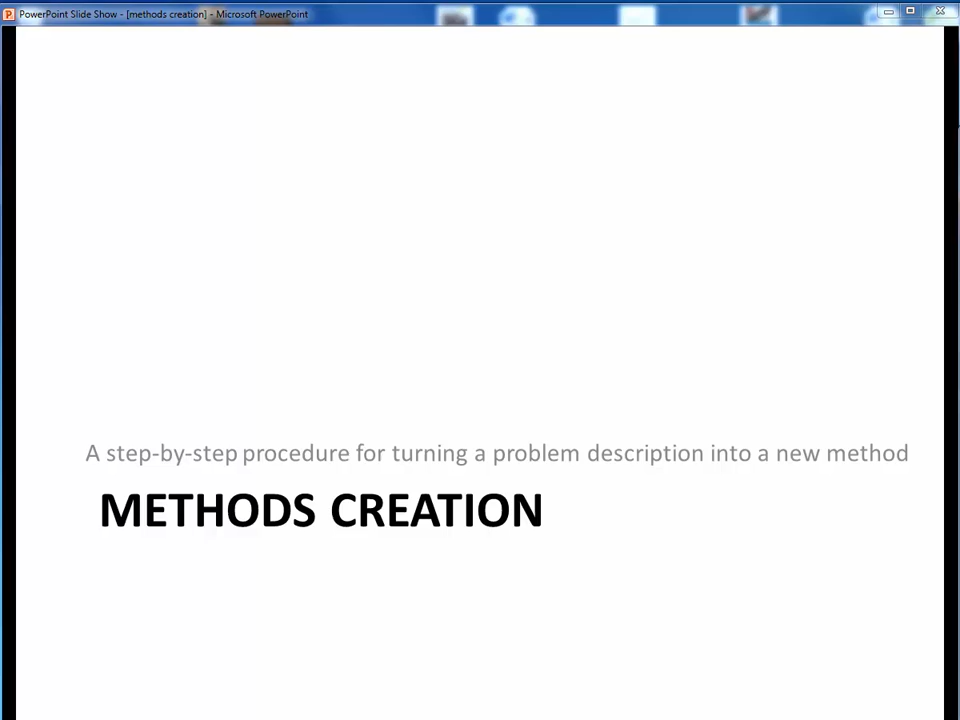 PowerPoint Slide Show - [methods creation] - Microsoft PowerPoint
A step-by-step procedure for turning a problem description into a new method
METHODS CREATION